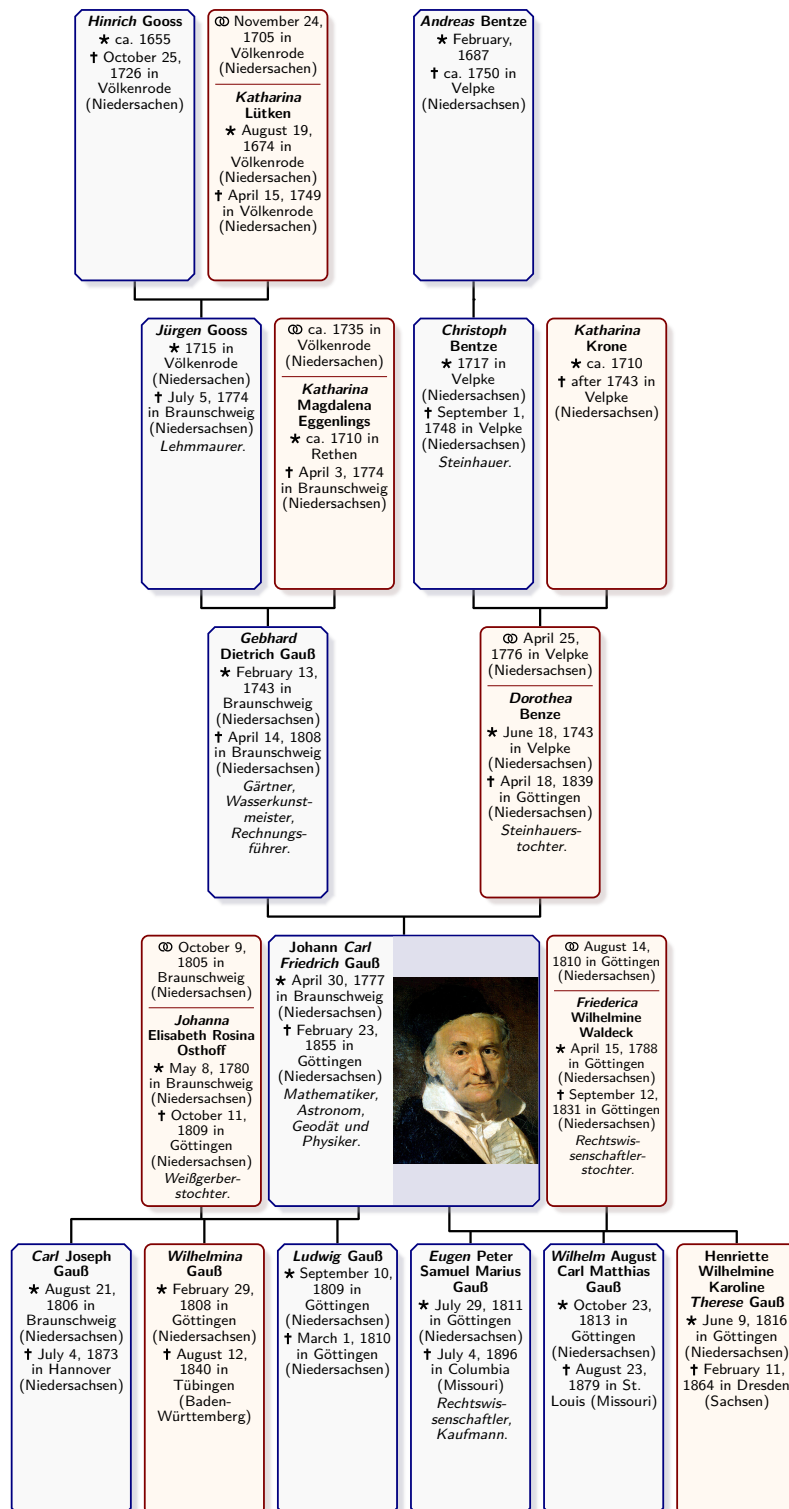 Hinrich Gooss
★ ca. 1655
† October 25,
1726 in
Völkenrode
(Niedersachen)
⚭ November 24,
1705 in
Völkenrode
(Niedersachen)
Katharina
Lütken
★ August 19,
1674 in
Völkenrode
(Niedersachen)
† April 15, 1749
in Völkenrode
(Niedersachen)
Andreas Bentze
★ February,
1687
† ca. 1750 in
Velpke
(Niedersachsen)
Jürgen Gooss
★ 1715 in
Völkenrode
(Niedersachen)
† July 5, 1774
in Braunschweig
(Niedersachsen)
Lehmmaurer.
⚭ ca. 1735 in
Völkenrode
(Niedersachen)
Katharina
Magdalena
Eggenlings
★ ca. 1710 in
Rethen
† April 3, 1774
in Braunschweig
(Niedersachsen)
Christoph
Bentze
★ 1717 in
Velpke
(Niedersachsen)
† September 1,
1748 in Velpke
(Niedersachsen)
Steinhauer.
Katharina
Krone
★ ca. 1710
† after 1743 in
Velpke
(Niedersachsen)
Gebhard
Dietrich Gauß
★ February 13,
1743 in
Braunschweig
(Niedersachsen)
† April 14, 1808
in Braunschweig
(Niedersachsen)
Gärtner,
Wasserkunst-
meister,
Rechnungs-
führer.
⚭ April 25,
1776 in Velpke
(Niedersachsen)
Dorothea
Benze
★ June 18, 1743
in Velpke
(Niedersachsen)
† April 18, 1839
in Göttingen
(Niedersachsen)
Steinhauers-
tochter.
⚭ October 9,
1805 in
Braunschweig
(Niedersachsen)
Johanna
Elisabeth Rosina
Osthoff
★ May 8, 1780
in Braunschweig
(Niedersachsen)
† October 11,
1809 in
Göttingen
(Niedersachsen)
Weißgerber-
tochter.
Johann Carl
Friedrich Gauß
★ April 30, 1777
in Braunschweig
(Niedersachsen)
† February 23,
1855 in
Göttingen
(Niedersachsen)
Mathematiker,
Astronom,
Geodät und
Physiker.
⚭ August 14,
1810 in Göttingen
(Niedersachsen)
Friederica
Wilhelmine
Waldeck
★ April 15, 1788
in Göttingen
(Niedersachsen)
† September 12,
1831 in Göttingen
(Niedersachsen)
Rechtswis-
senschaftler-
stochter.
Carl Joseph
Gauß
★ August 21,
1806 in
Braunschweig
(Niedersachsen)
† July 4, 1873
in Hannover
(Niedersachsen)
Wilhelmina
Gauß
★ February 29,
1808 in
Göttingen
(Niedersachsen)
† August 12,
1840 in
Tübingen
(Baden-
Württemberg)
Ludwig Gauß
★ September 10,
1809 in
Göttingen
(Niedersachsen)
† March 1, 1810
in Göttingen
(Niedersachsen)
Eugen Peter
Samuel Marius
Gauß
★ July 29, 1811
in Göttingen
(Niedersachsen)
† July 4, 1896
in Columbia
(Missouri)
Rechtswis-
senschaftler,
Kaufmann.
Wilhelm August
Carl Matthias
Gauß
★ October 23,
1813 in
Göttingen
(Niedersachsen)
† August 23,
1879 in St.
Louis (Missouri)
Henriette
Wilhelmine
Karoline
Therese Gauß
★ June 9, 1816
in Göttingen
(Niedersachsen)
† February 11,
1864 in Dresden
(Sachsen)